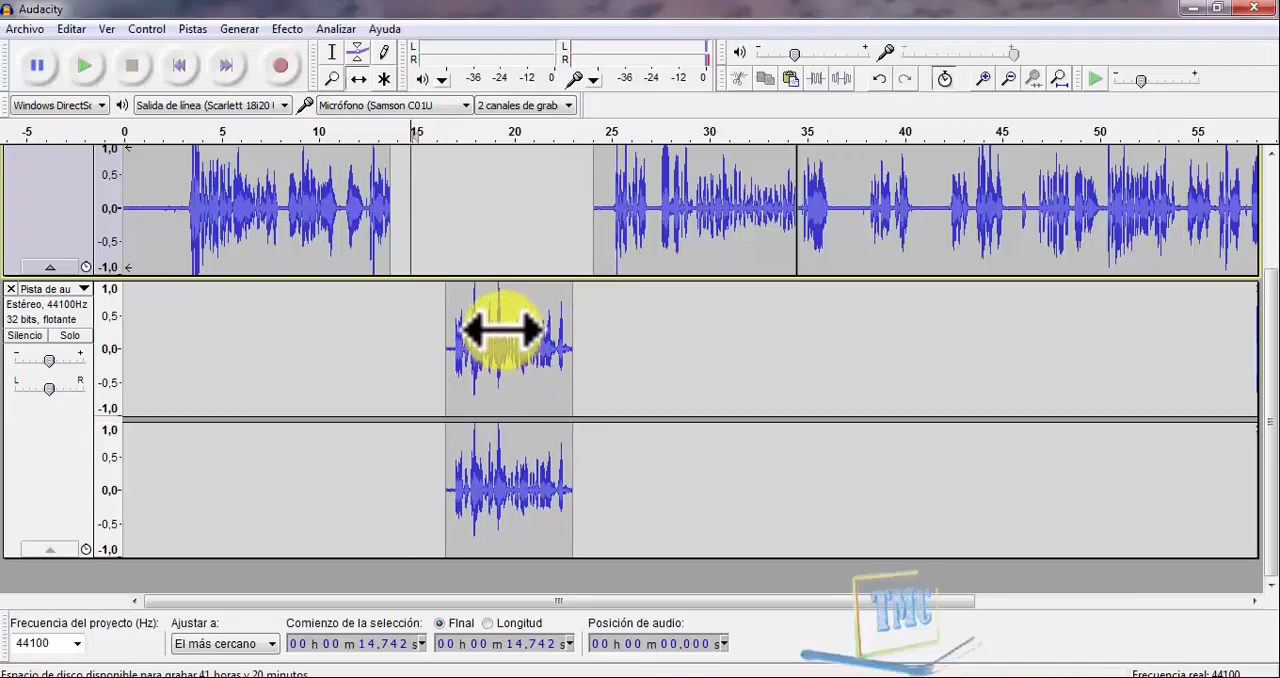 Audacity
Archivo Editar Ver Control Pistas Generar Efecto Analizar Ayuda
L
R
-36 -24 -12 0
L
R
-36 -24 -12 0
- +
- +
- +
Windows DirectSc
Salida de línea (Scarlett 18i20 U
Micrófono (Samson C01U
2 canales de grab
-5 0 5 10 15 20 25 30 35 40 45 50 55
1,0
0,5-
0,0-
-0,5-
-1,0
Pista de au
Estéreo, 44100Hz
32 bits, flotante
Silencio Solo
- +
L R
1,0
0,5-
0,0-
-0,5-
-1,0
1,0
0,5-
0,0-
-0,5-
-1,0
TMC
Frecuencia del proyecto (Hz):
44100
Ajustar a:
El más cercano
Comienzo de la selección:
00 h 00 m 14.742 s
FInal Longitud
00 h 00 m 14.742 s
Posición de audio:
00 h 00 m 00.000 s
Espacio de disco disponible para grabar 41 horas y 20 minutos
Frecuencia real: 44100